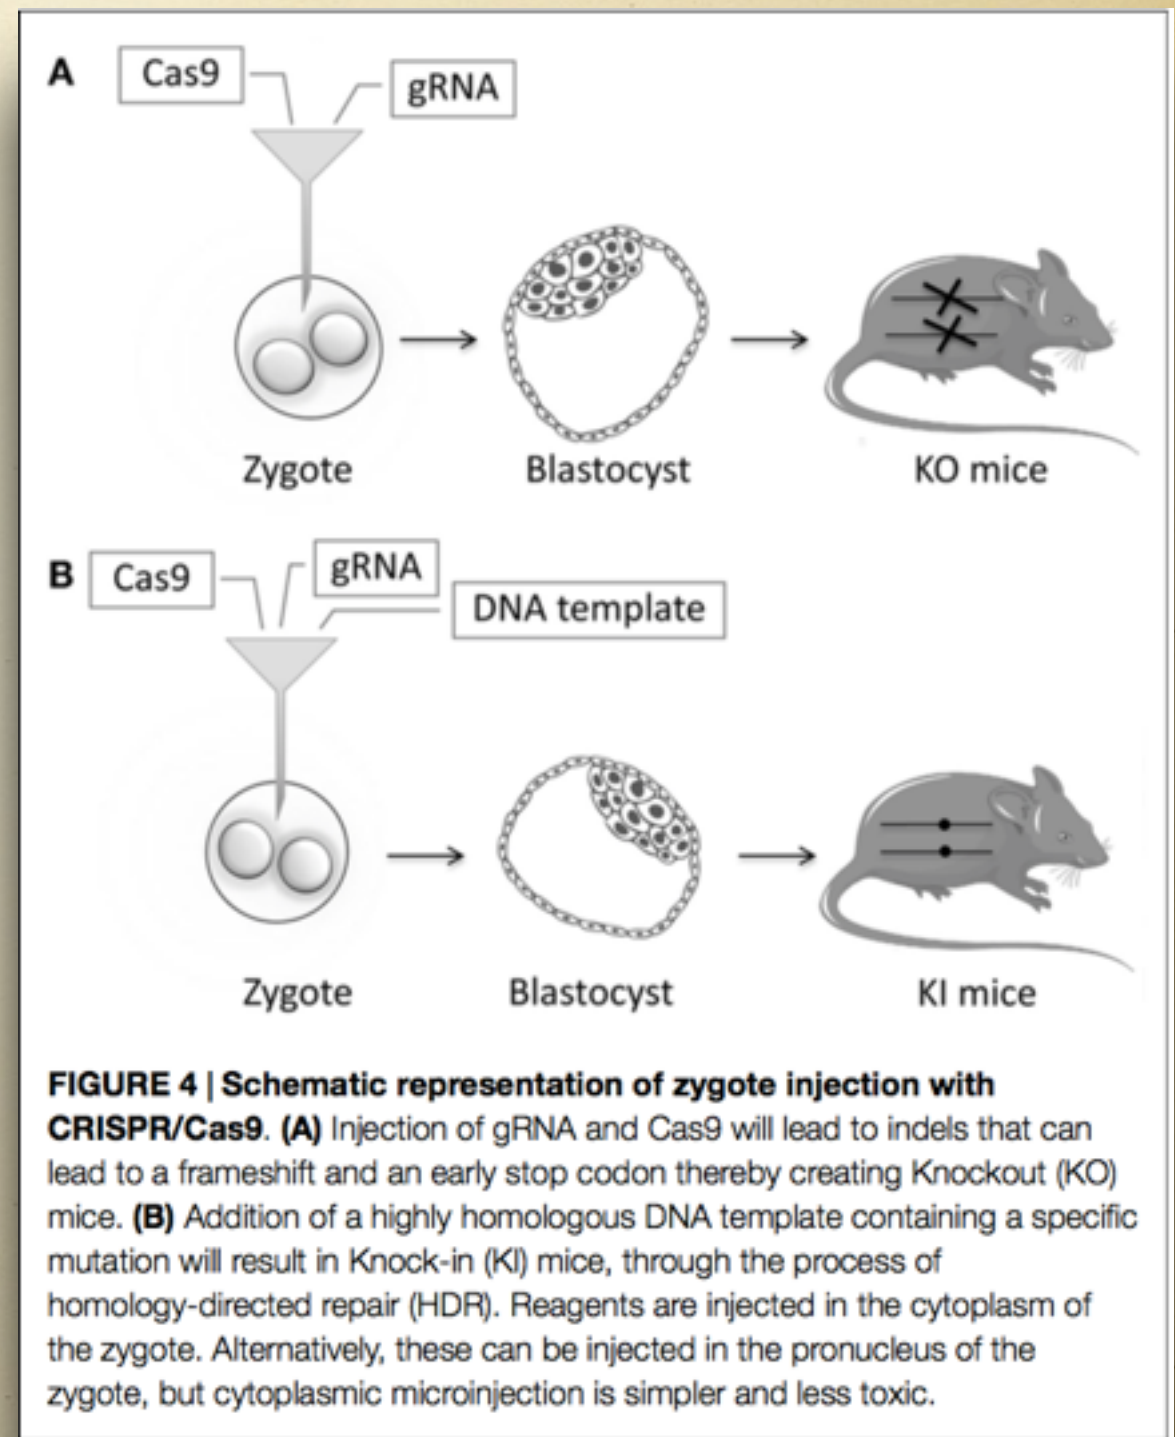 A
Cas9
gRNA
Zygote
Blastocyst
KO mice
B
Cas9
gRNA
DNA template
Zygote
Blastocyst
KI mice
FIGURE 4 | Schematic representation of zygote injection with
CRISPR/Cas9. (A) Injection of gRNA and Cas9 will lead to indels that can
lead to a frameshift and an early stop codon thereby creating Knockout (KO)
mice. (B) Addition of a highly homologous DNA template containing a specific
mutation will result in Knock-in (KI) mice, through the process of
homology-directed repair (HDR). Reagents are injected in the cytoplasm of
the zygote. Alternatively, these can be injected in the pronucleus of the
zygote, but cytoplasmic microinjection is simpler and less toxic.